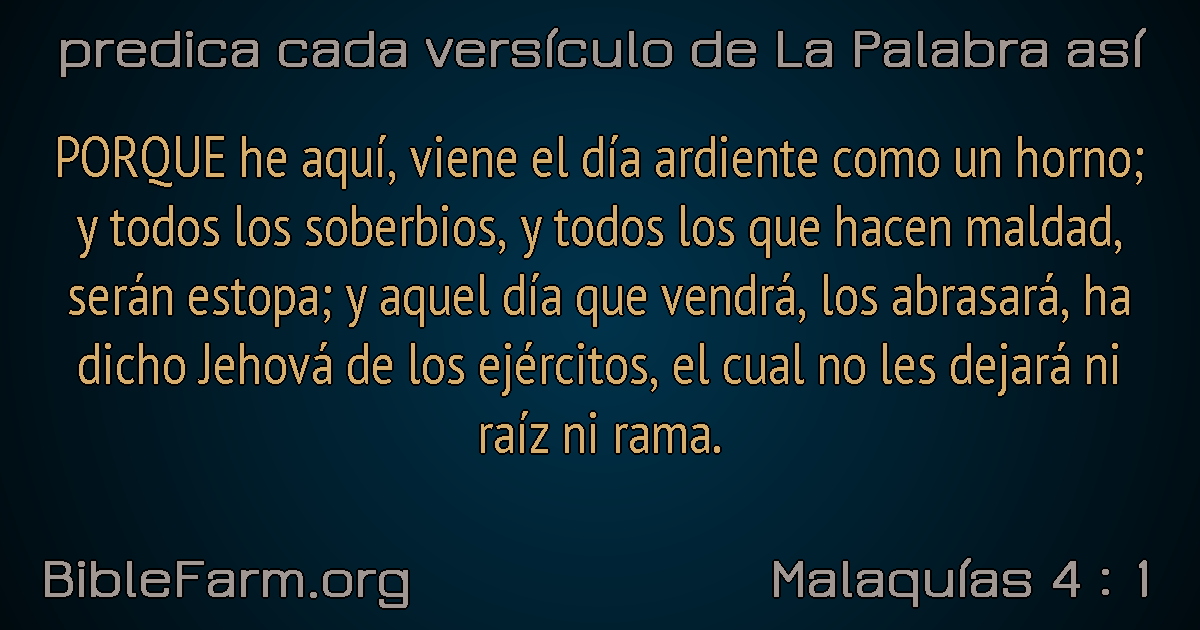 predica cada versículo de La Palabra así
PORQUE he aquí, viene el día ardiente como un horno;
y todos los soberbios, y todos los que hacen maldad,
serán estopa; y aquel día que vendrá, los abrasará, ha
dicho Jehová de los ejércitos, el cual no les dejará ni
raíz ni rama.
BibleFarm.org
Malaquías 4 : 1